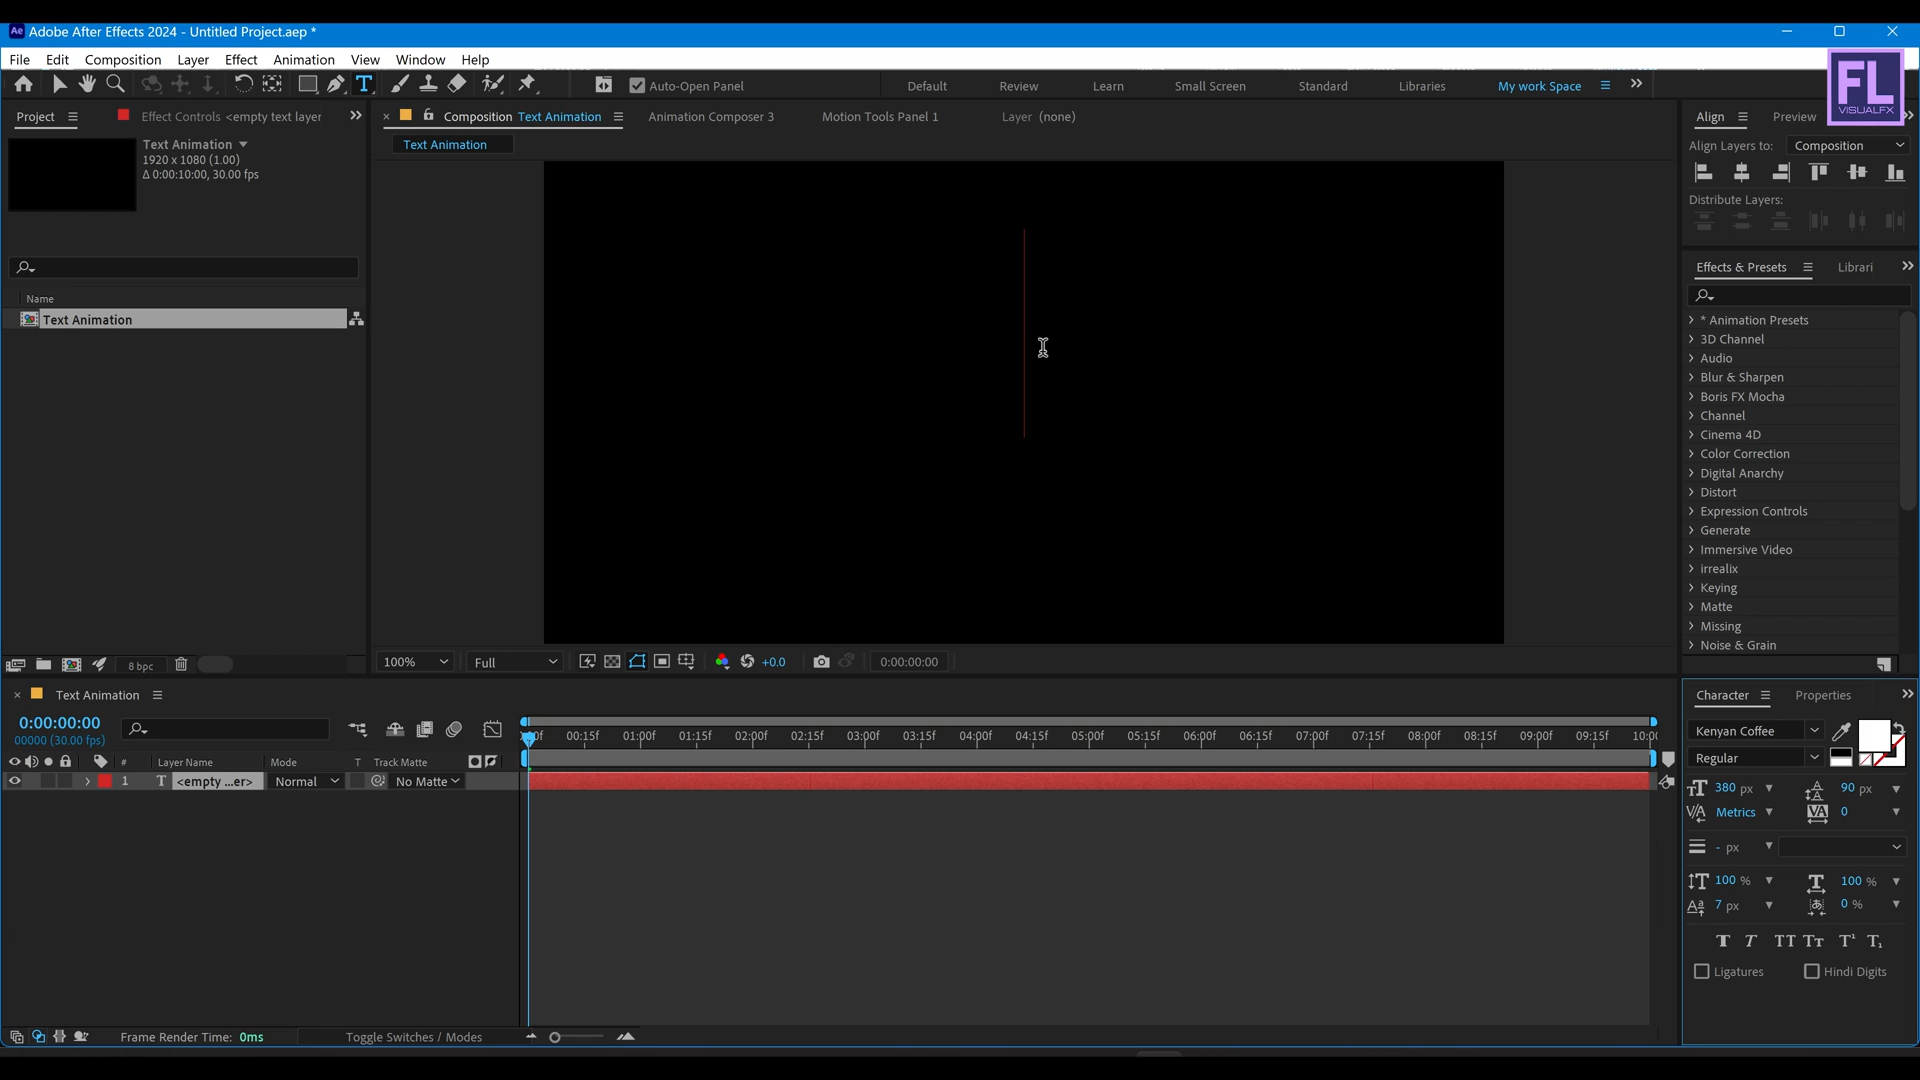 Adobe After Effects 2024 - Untitled Project.aep *
File Edit Composition Layer Effect Animation View Window Help
Auto-Open Panel
Default Review Learn Small Screen Standard Libraries My work Space
FL
VISUALFX
Project
Effect Controls <empty text layer
Composition Text Animation
Animation Composer 3
Motion Tools Panel 1
Layer (none)
Align
Preview
Text Animation
Text Animation
1920 x 1080 (1.00)
Δ 0:00:10:00, 30.00 fps
Align Layers to: Composition
Distribute Layers:
Effects & Presets
Librari
Name
Text Animation
* Animation Presets
3D Channel
Audio
Blur & Sharpen
Boris FX Mocha
Channel
Cinema 4D
Color Correction
Digital Anarchy
Distort
Expression Controls
Generate
Immersive Video
irrealix
Keying
Matte
Missing
Noise & Grain
8 bpc
100%
Full
+0.0
0:00:00:00
Text Animation
0:00:00:00
00000 (30.00 fps)
00:15f 01:00f 01:15f 02:00f 02:15f 03:00f 03:15f 04:00f 04:15f 05:00f 05:15f 06:00f 06:15f 07:00f 07:15f 08:00f 08:15f 09:00f 09:15f 10:00
# Layer Name Mode T Track Matte
1 T <empty ...er> Normal No Matte
Character
Properties
Kenyan Coffee
Regular
380 px
90 px
Metrics
0
- px
100 %
100 %
7 px
0 %
Ligatures
Hindi Digits
Frame Render Time: 0ms
Toggle Switches / Modes